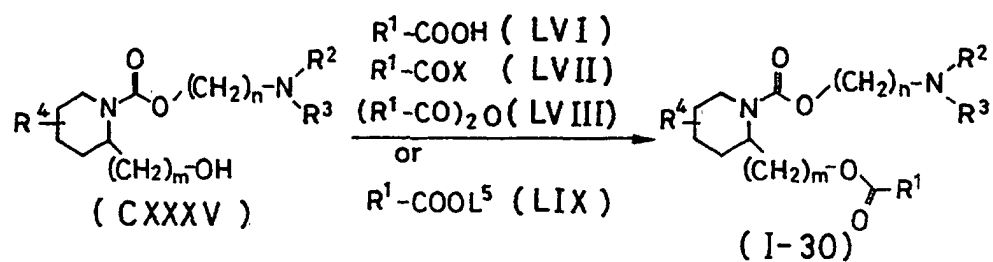 R¹-COOH ( LVI )
R¹-COX ( LVII )
(R¹-CO)₂O ( LVIII )
or
R¹-COOL⁵ ( LIX )
R⁴ N O O (CH₂)n-N R² R³
(CH₂)m-OH
( CXXXV )
R⁴ N O O (CH₂)n-N R² R³
(CH₂)m-O R¹
O
( I-30 )